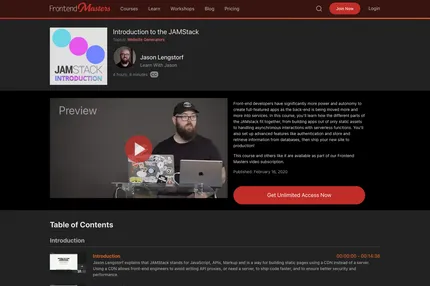 Frontend Masters
Courses
Learn
Workshops
Blog
Pricing
Join Now
Login
JAMSTACK
INTRODUCTION
Introduction to the JAMStack
Topics: Website Generators
Jason Lengstorf
Learn With Jason
4 hours, 4 minutes CC
Preview
Front-end developers have significantly more power and autonomy to
create full featured apps as the back-end is being moved more and
more into services. In this course, you'll learn how the different parts of
the JAMStack fit together, from building apps out of only static assets
to handling asynchronous interactions with serverless functions. You'll
also set up advanced features like authentication and store and
retrieve information from databases, then ship your new site to
production!
This course and others like it are available as part of our Frontend
Masters video subscription.
Published: February 18, 2020
Get Unlimited Access Now
Table of Contents
Introduction
Introduction
00:00:00 - 00:14:36
Jason Lengstorf explains that JAMStack stands for JavaScript, APIs, Markup and is a way for building static pages using a CDN instead of a server.
Using a CDN allows front-end engineers to avoid setting API proxies, or need a server, to ship code faster, and to ensure better security and
performance.